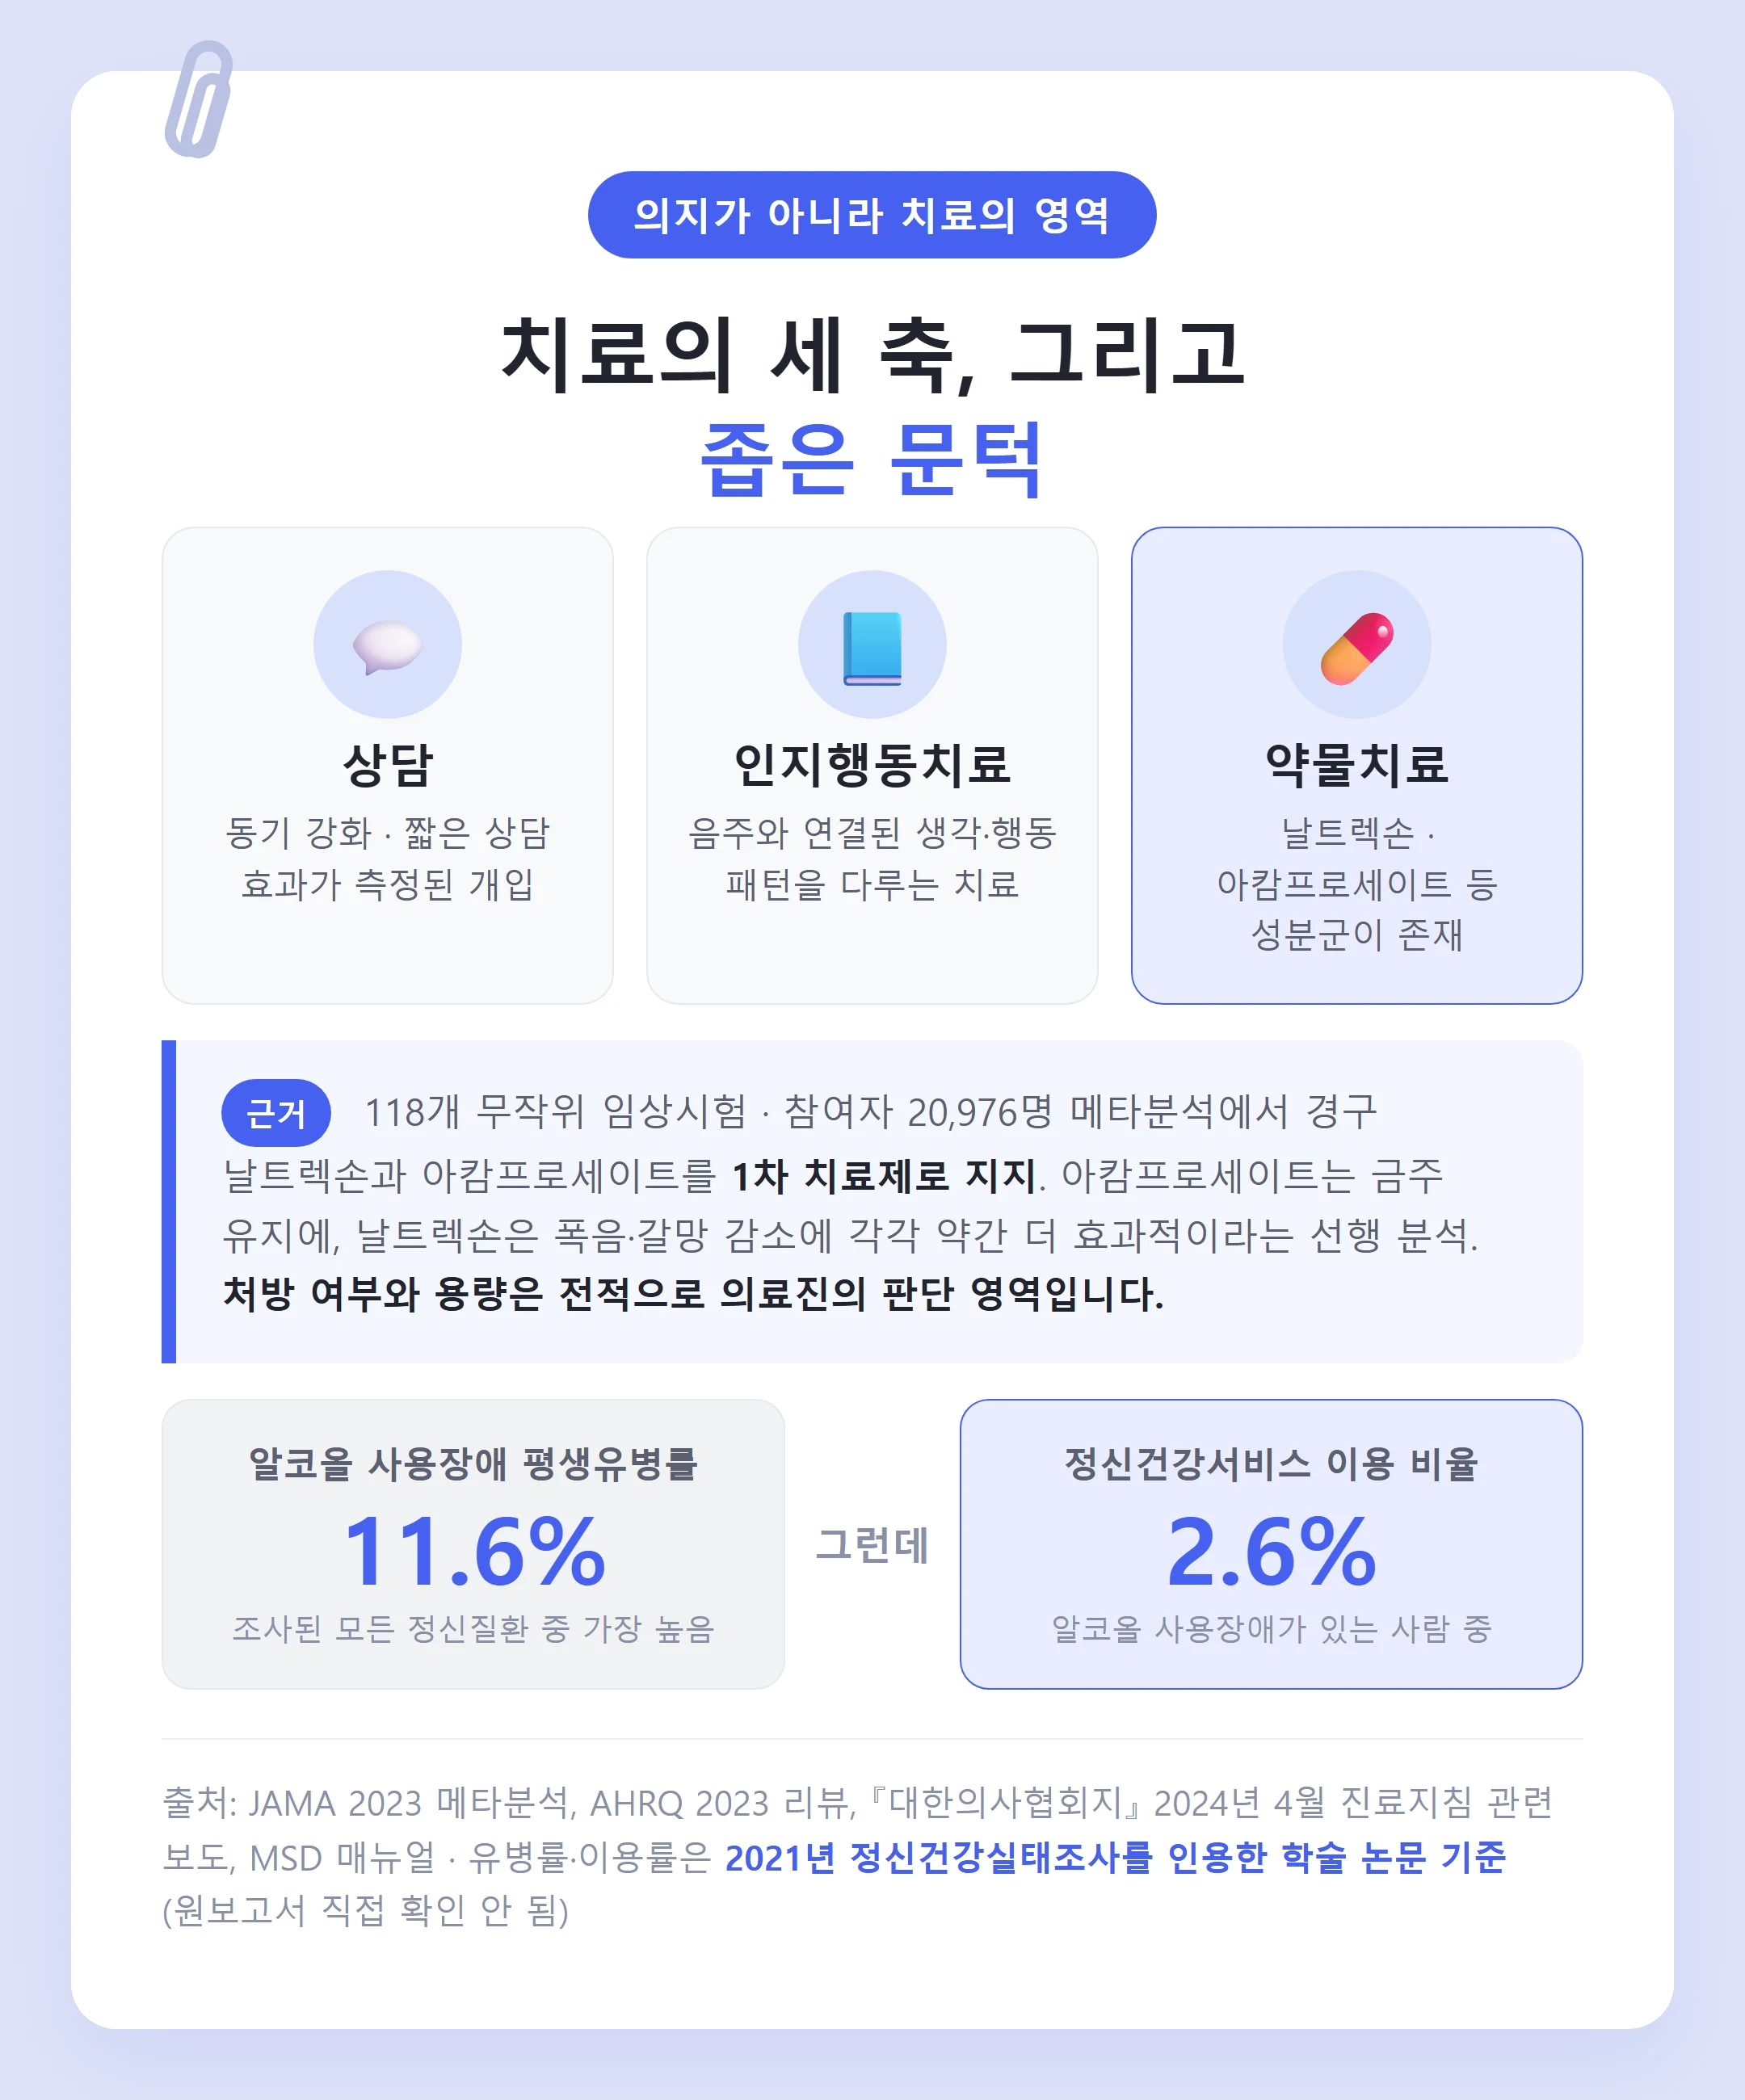 의지가 아니라 치료의 영역
치료의 세 축, 그리고
좁은 문턱
상담
동기 강화 · 짧은 상담
효과가 측정된 개입
인지행동치료
음주와 연결된 생각·행동
패턴을 다루는 치료
약물치료
날트렉손 ·
아캄프로세이트 등
성분군이 존재
근거 118개 무작위 임상시험 · 참여자 20,976명 메타분석에서 경구
날트렉손과 아캄프로세이트를 1차 치료제로 지지. 아캄프로세이트는 금주
유지에, 날트렉손은 폭음·갈망 감소에 각각 약간 더 효과적이라는 선행 분석.
처방 여부와 용량은 전적으로 의료진의 판단 영역입니다.
알코올 사용장애 평생유병률
11.6%
조사된 모든 정신질환 중 가장 높음
그런데
정신건강서비스 이용 비율
2.6%
알코올 사용장애가 있는 사람 중
출처: JAMA 2023 메타분석, AHRQ 2023 리뷰, 『대한의사협회지』 2024년 4월 진료지침 관련
보도, MSD 매뉴얼 · 유병률·이용률은 2021년 정신건강실태조사를 인용한 학술 논문 기준
(원보고서 직접 확인 안 됨)